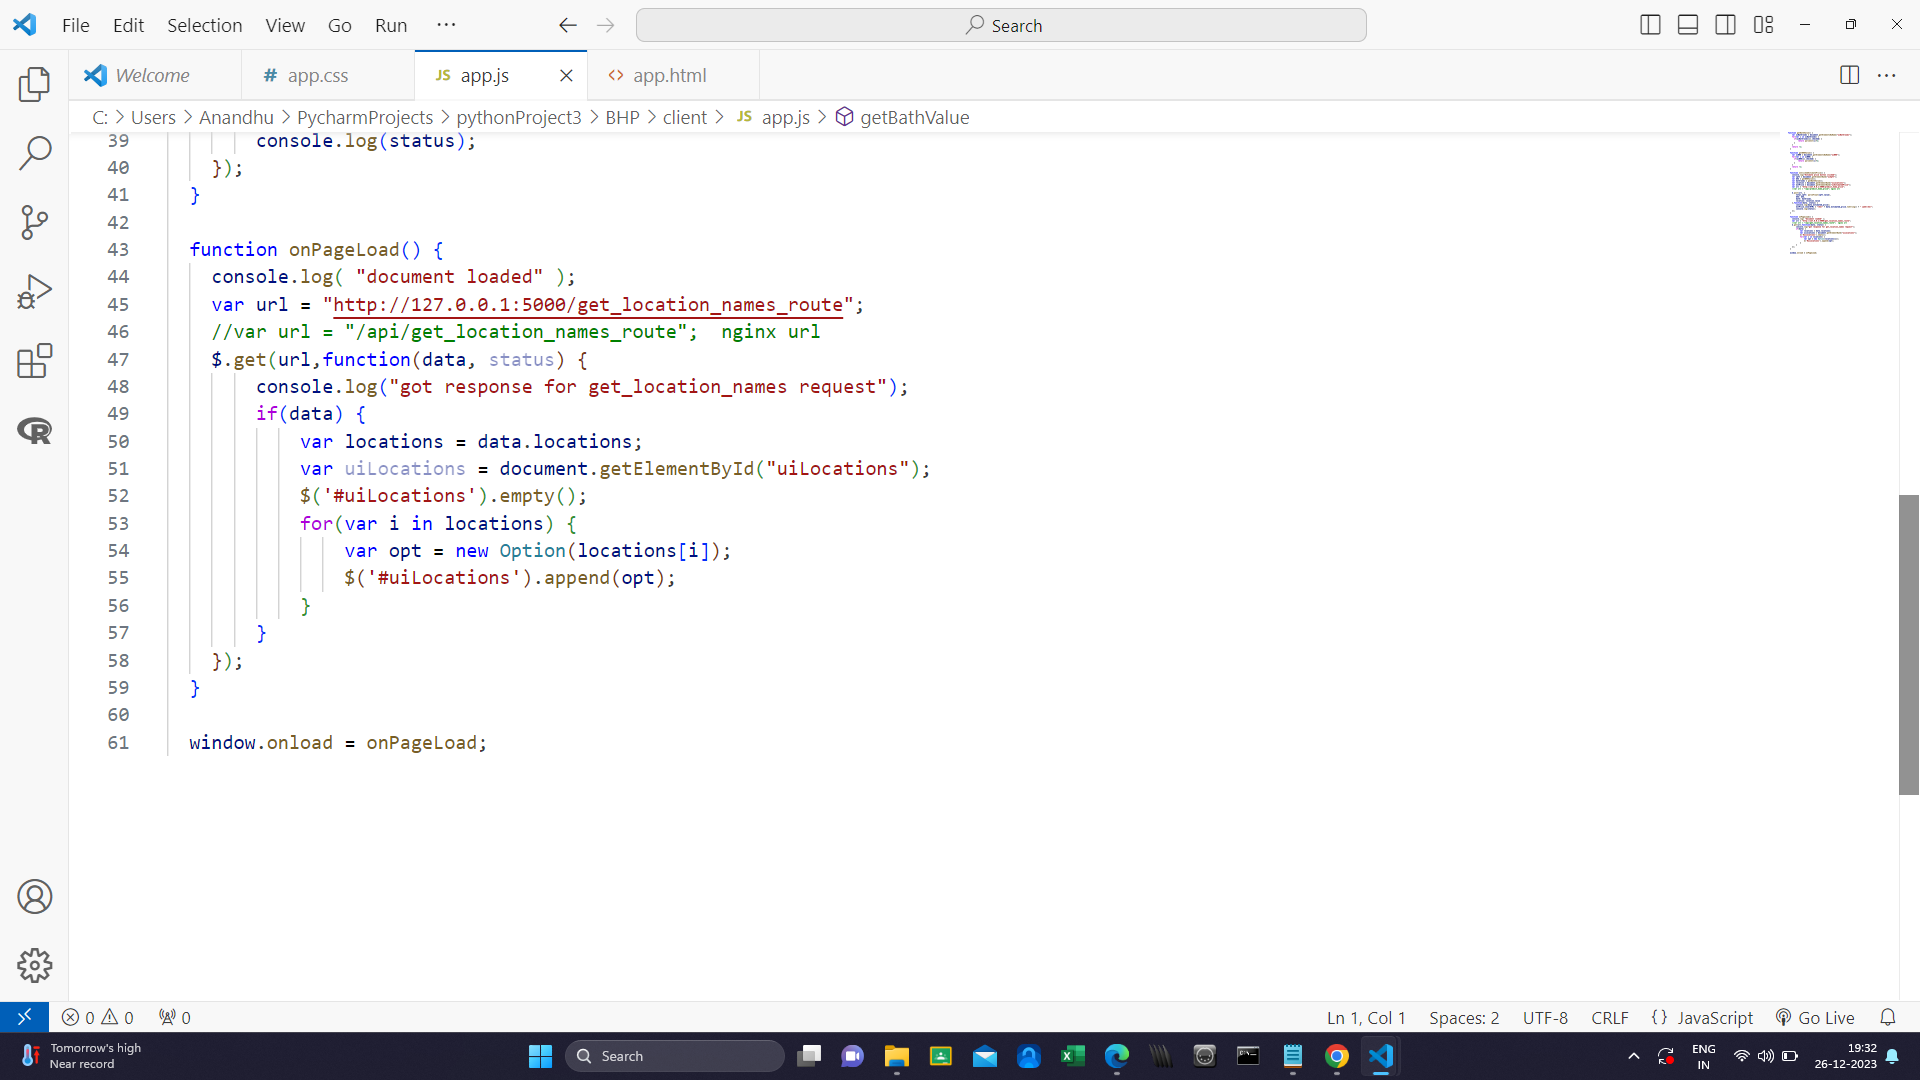 File Edit Selection View Go Run ··· Search
Welcome # app.css JS app.js <> app.html
C: > Users > Anandhu > PycharmProjects > pythonProject3 > BHP > client > JS app.js > getBathValue
39 console.log(status);
40 });
41 }
42
43 function onPageLoad() {
44 console.log( "document loaded" );
45 var url = "http://127.0.0.1:5000/get_location_names_route";
46 //var url = "/api/get_location_names_route";  nginx url
47 $.get(url,function(data, status) {
48 console.log("got response for get_location_names request");
49 if(data) {
50 var locations = data.locations;
51 var uiLocations = document.getElementById("uiLocations");
52 $('#uiLocations').empty();
53 for(var i in locations) {
54 var opt = new Option(locations[i]);
55 $('#uiLocations').append(opt);
56 }
57 }
58 });
59 }
60
61 window.onload = onPageLoad;
0 0 0 Ln 1, Col 1 Spaces: 2 UTF-8 CRLF {} JavaScript Go Live
Tomorrow's high
Near record
Search
ENG
IN
19:32
26-12-2023